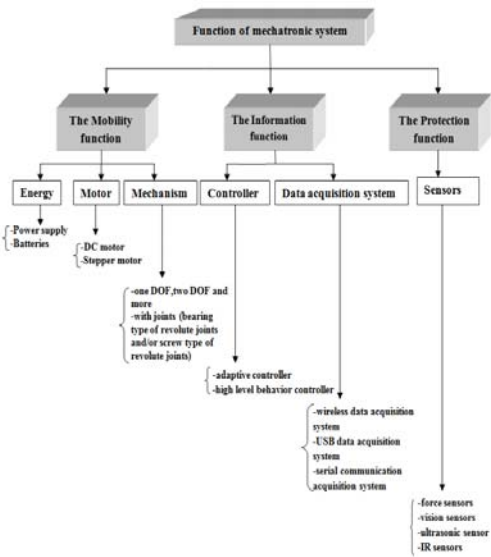 Function of mechatronic system
The Mobility
function
The Information
function
The Protection
function
Energy
Motor
Mechanism
Controller
Data acquisition system
Sensors
-Power supply
-Batteries
-DC motor
-Stepper motor
-one DOF,two DOF and
more
-with joints (bearing
type of revolute joints
and/or screw type of
revolute joints)
-adaptive controller
-high level behavior controller
-wireless data acquisition
system
-USB data acquisition
system
-serial communication
acquisition system
-force sensors
-vision sensors
-ultrasonic sensor
-IR sensors